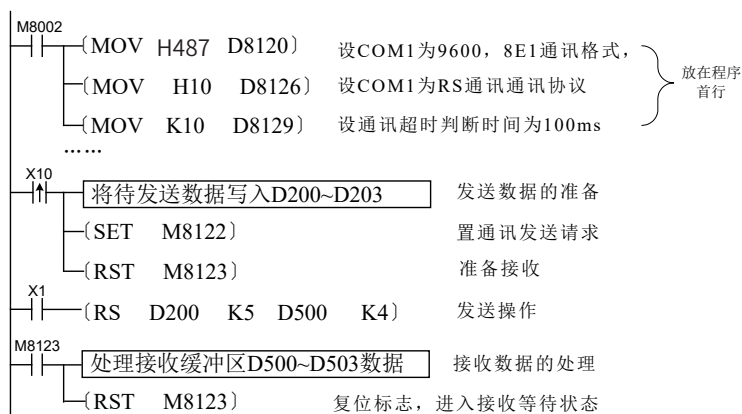 M8002
MOV H487 D8120 设COM1为9600，8E1通讯格式，
MOV H10 D8126 设COM1为RS通讯通讯协议
放在程序
首行
MOV K10 D8129 设通讯超时判断时间为100ms
……
X10
将待发送数据写入D200~D203 发送数据的准备
SET M8122 置通讯发送请求
RST M8123 准备接收
X1
RS D200 K5 D500 K4 发送操作
M8123
处理接收缓冲区D500~D503数据 接收数据的处理
RST M8123 复位标志，进入接收等待状态